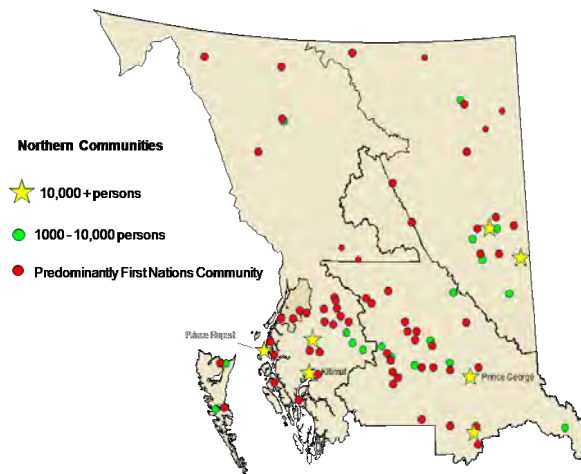 Northern Communities
10,000 + persons
1000 - 10,000 persons
Predominantly First Nations Community
Prince Rupert
Kitimat
Prince George